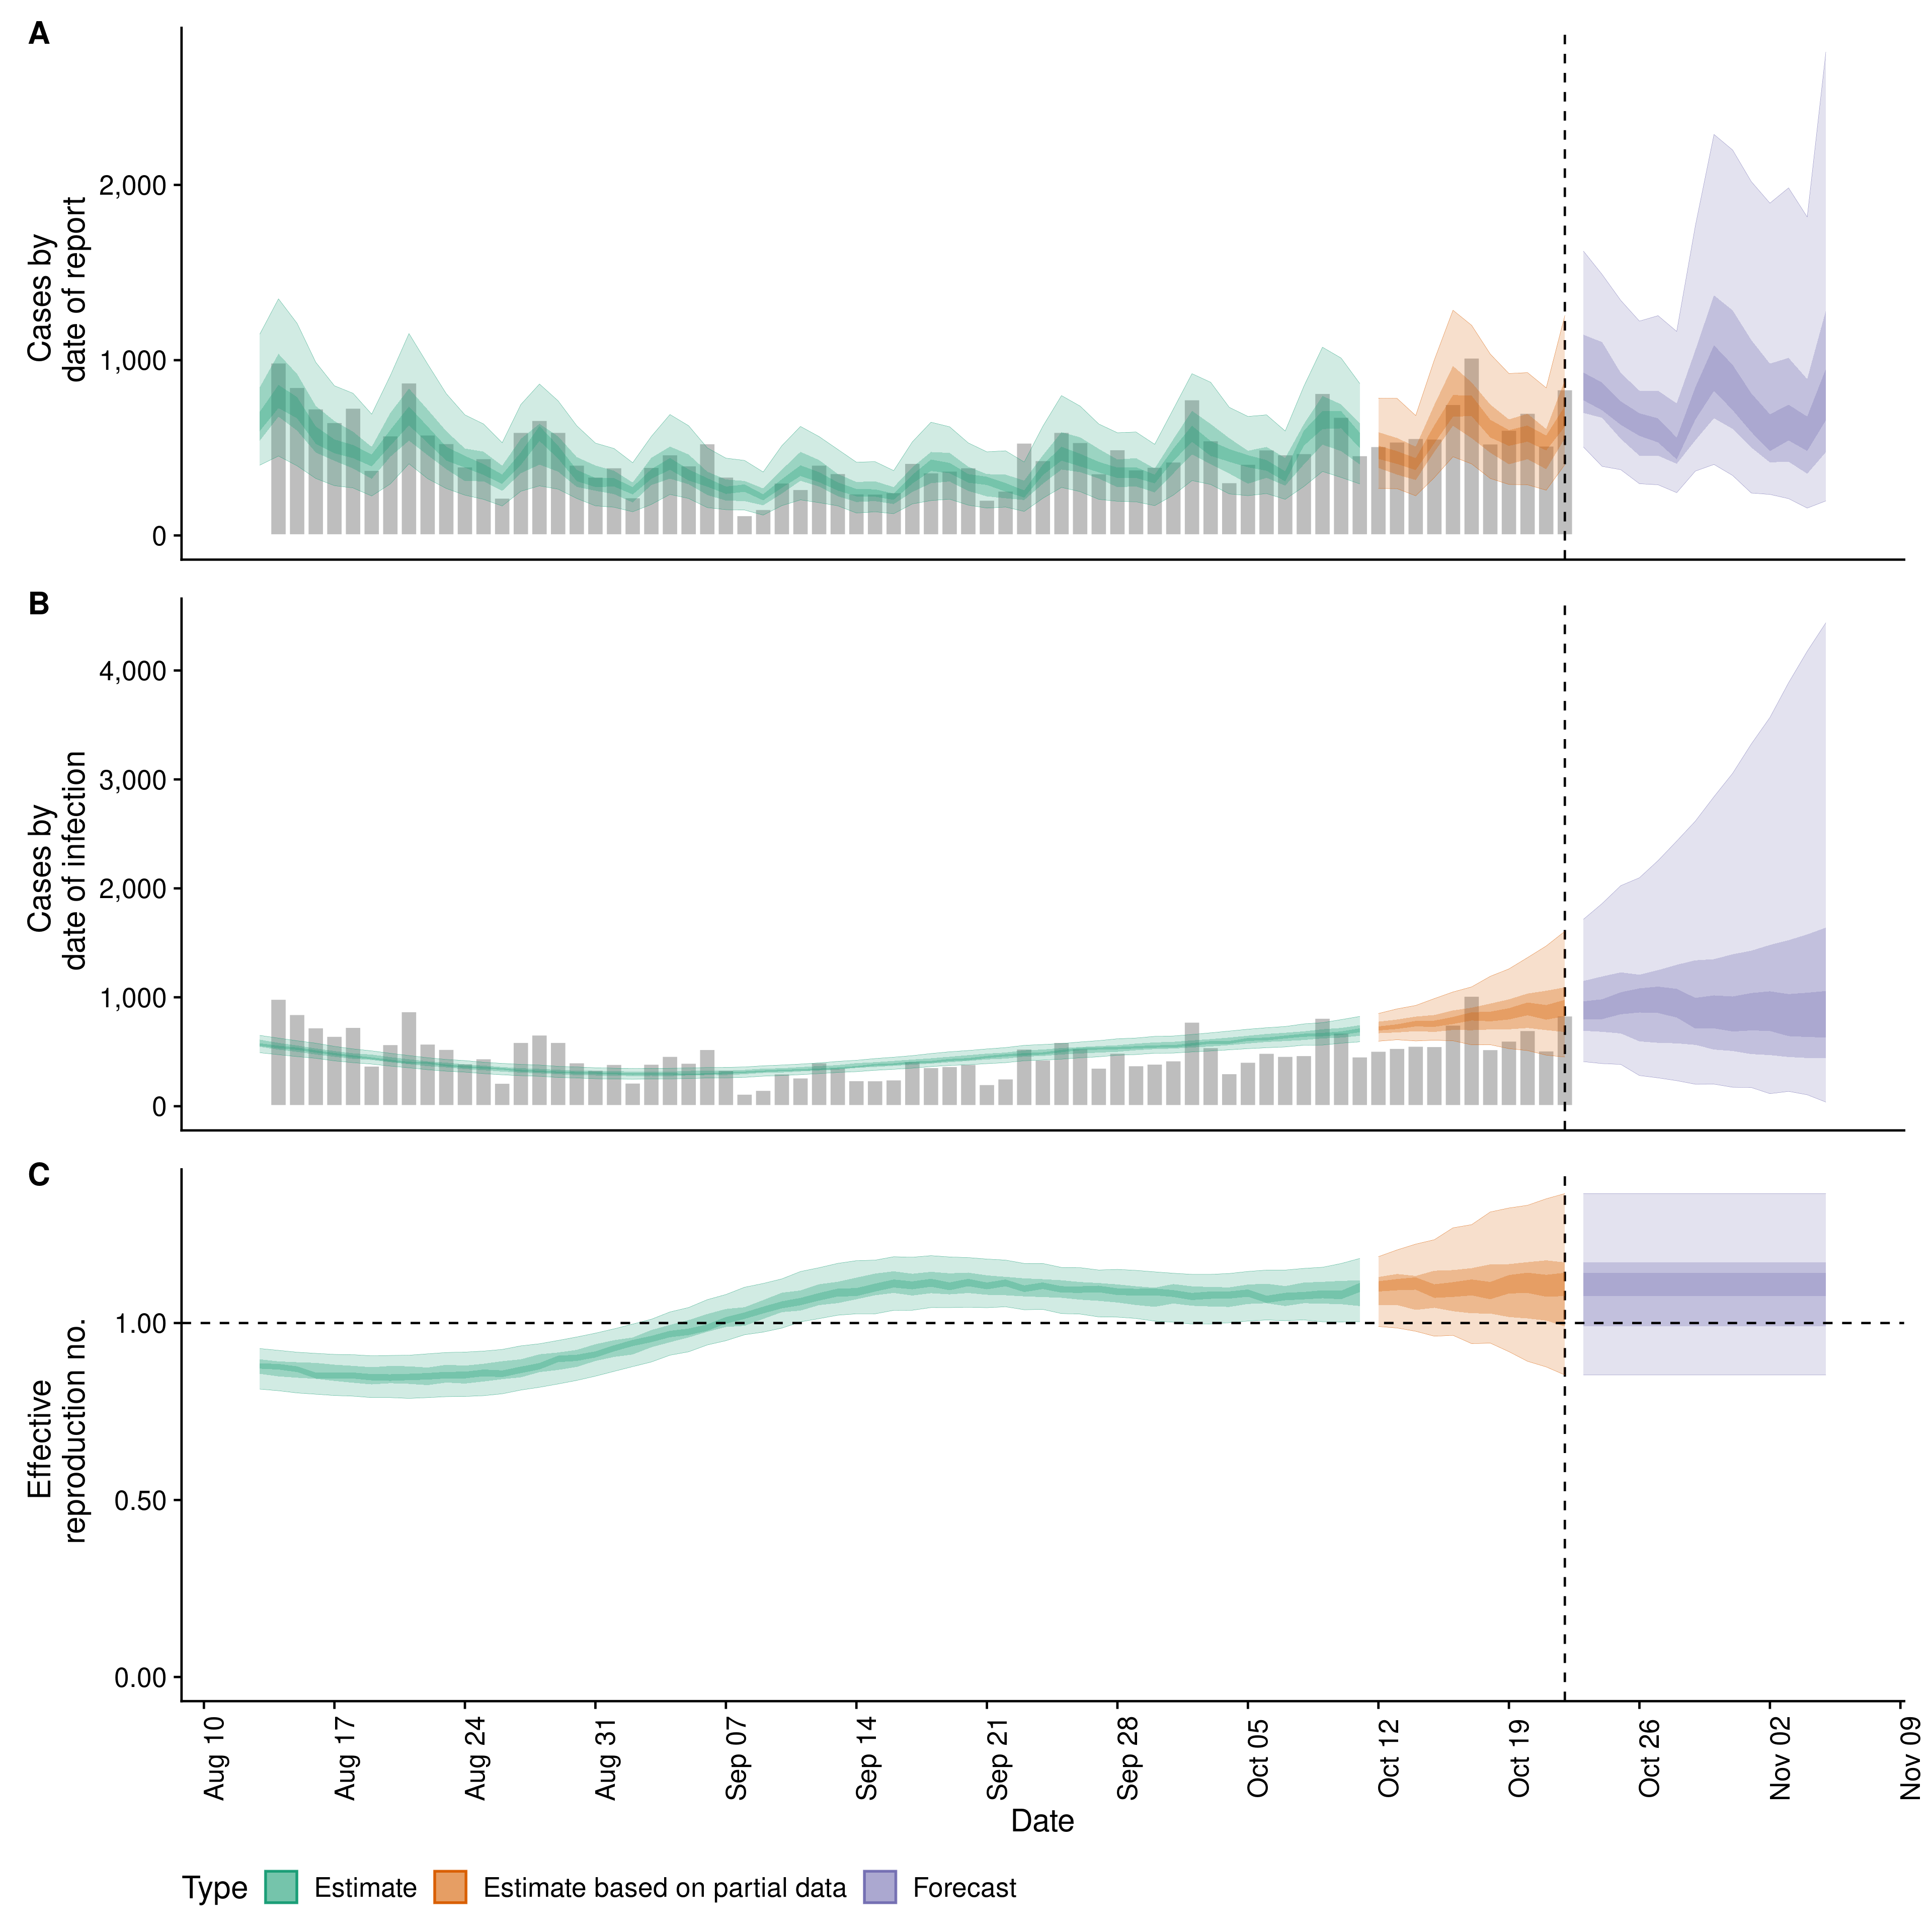 A
Cases by
date of report
2,000
1,000
0
B
Cases by
date of infection
4,000
3,000
2,000
1,000
0
C
Effective
reproduction no.
1.00
0.50
0.00
Aug 10
Aug 17
Aug 24
Aug 31
Sep 07
Sep 14
Sep 21
Sep 28
Oct 05
Oct 12
Oct 19
Oct 26
Nov 02
Nov 09
Date
Type Estimate Estimate based on partial data Forecast